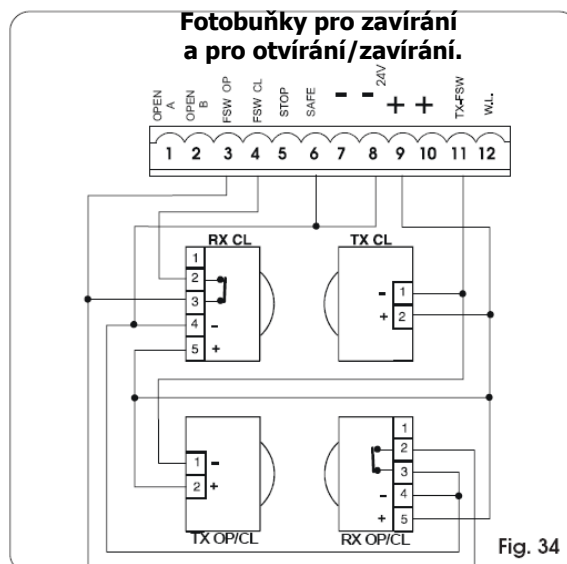 Fotobuňky pro zavírání
a pro otvírání/zavírání.
OPEN A
OPEN B
FSW OP
FSW CL
STOP
SAFE
-
-
24V
+
+
TX-FSW
W.L.
1 2 3 4 5 6 7 8 9 10 11 12
RX CL
TX CL
1
2
3
4 -
5 +
- 1
+ 2
1 -
2 +
1
2
3
- 4
+ 5
TX OP/CL
RX OP/CL
Fig. 34